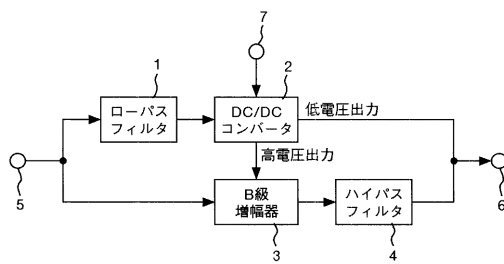 7
1
2
ローパス
フィルタ
DC/DC
コンバータ
低電圧出力
高電圧出力
5
6
B級
増幅器
ハイパス
フィルタ
3
4